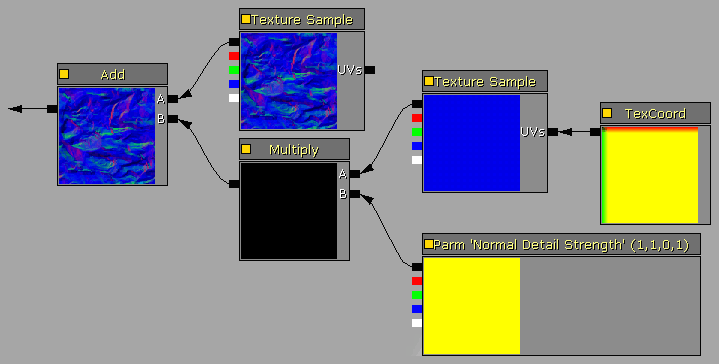 Texture Sample
UVs
Add
A
B
Texture Sample
UVs
TexCoord
Multiply
A
B
Parm 'Normal Detail Strength' (1,1,0,1)